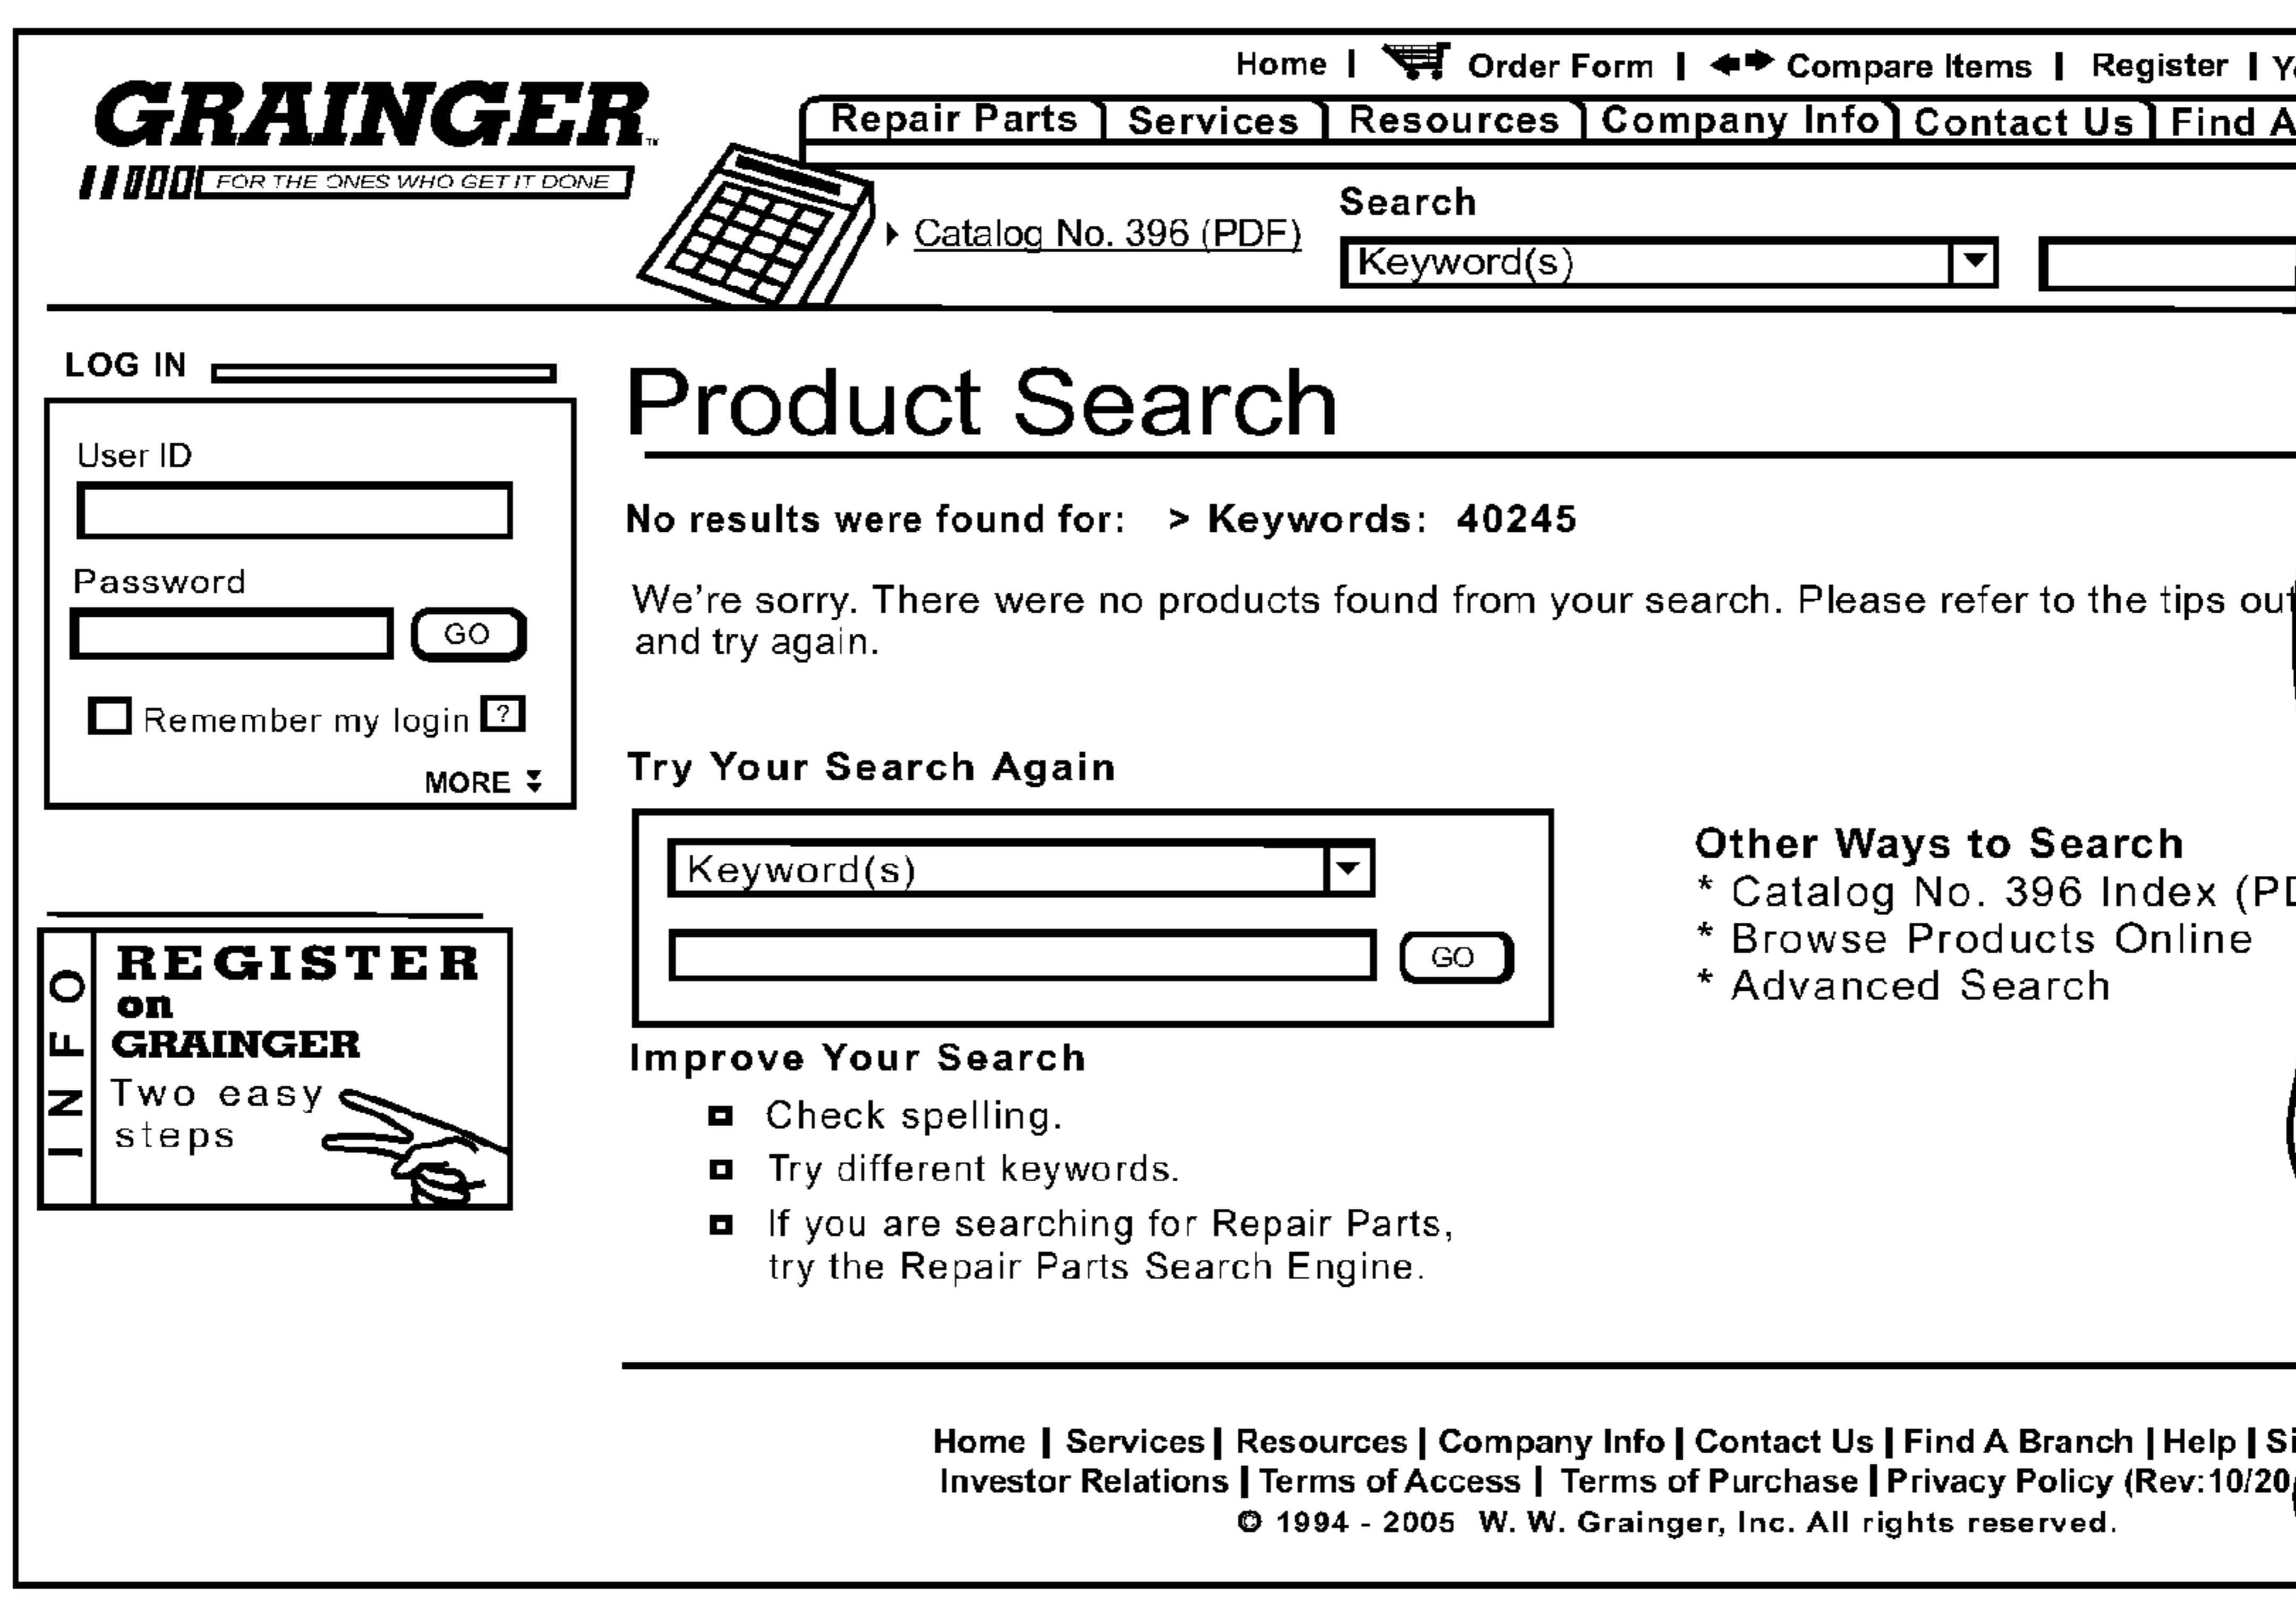 Home | Order Form | Compare Items | Register |
GRAINGER™
Repair Parts Services Resources Company Info Contact Us Find A
FOR THE ONES WHO GET IT DONE
Search
Catalog No. 396 (PDF)
Keyword(s)
LOG IN
Product Search
User ID
No results were found for: > Keywords: 40245
Password
We're sorry. There were no products found from your search. Please refer to the tips
GO
and try again.
Remember my login ?
MORE
Try Your Search Again
Keyword(s)
Other Ways to Search
* Catalog No. 396 Index
* Browse Products Online
GO
* Advanced Search
INFO
REGISTER
on
GRAINGER
Two easy
steps
Improve Your Search
Check spelling.
Try different keywords.
If you are searching for Repair Parts,
try the Repair Parts Search Engine.
Home | Services | Resources | Company Info | Contact Us | Find A Branch | Help |
Investor Relations | Terms of Access | Terms of Purchase | Privacy Policy (Rev:10/20
© 1994 - 2005 W. W. Grainger, Inc. All rights reserved.